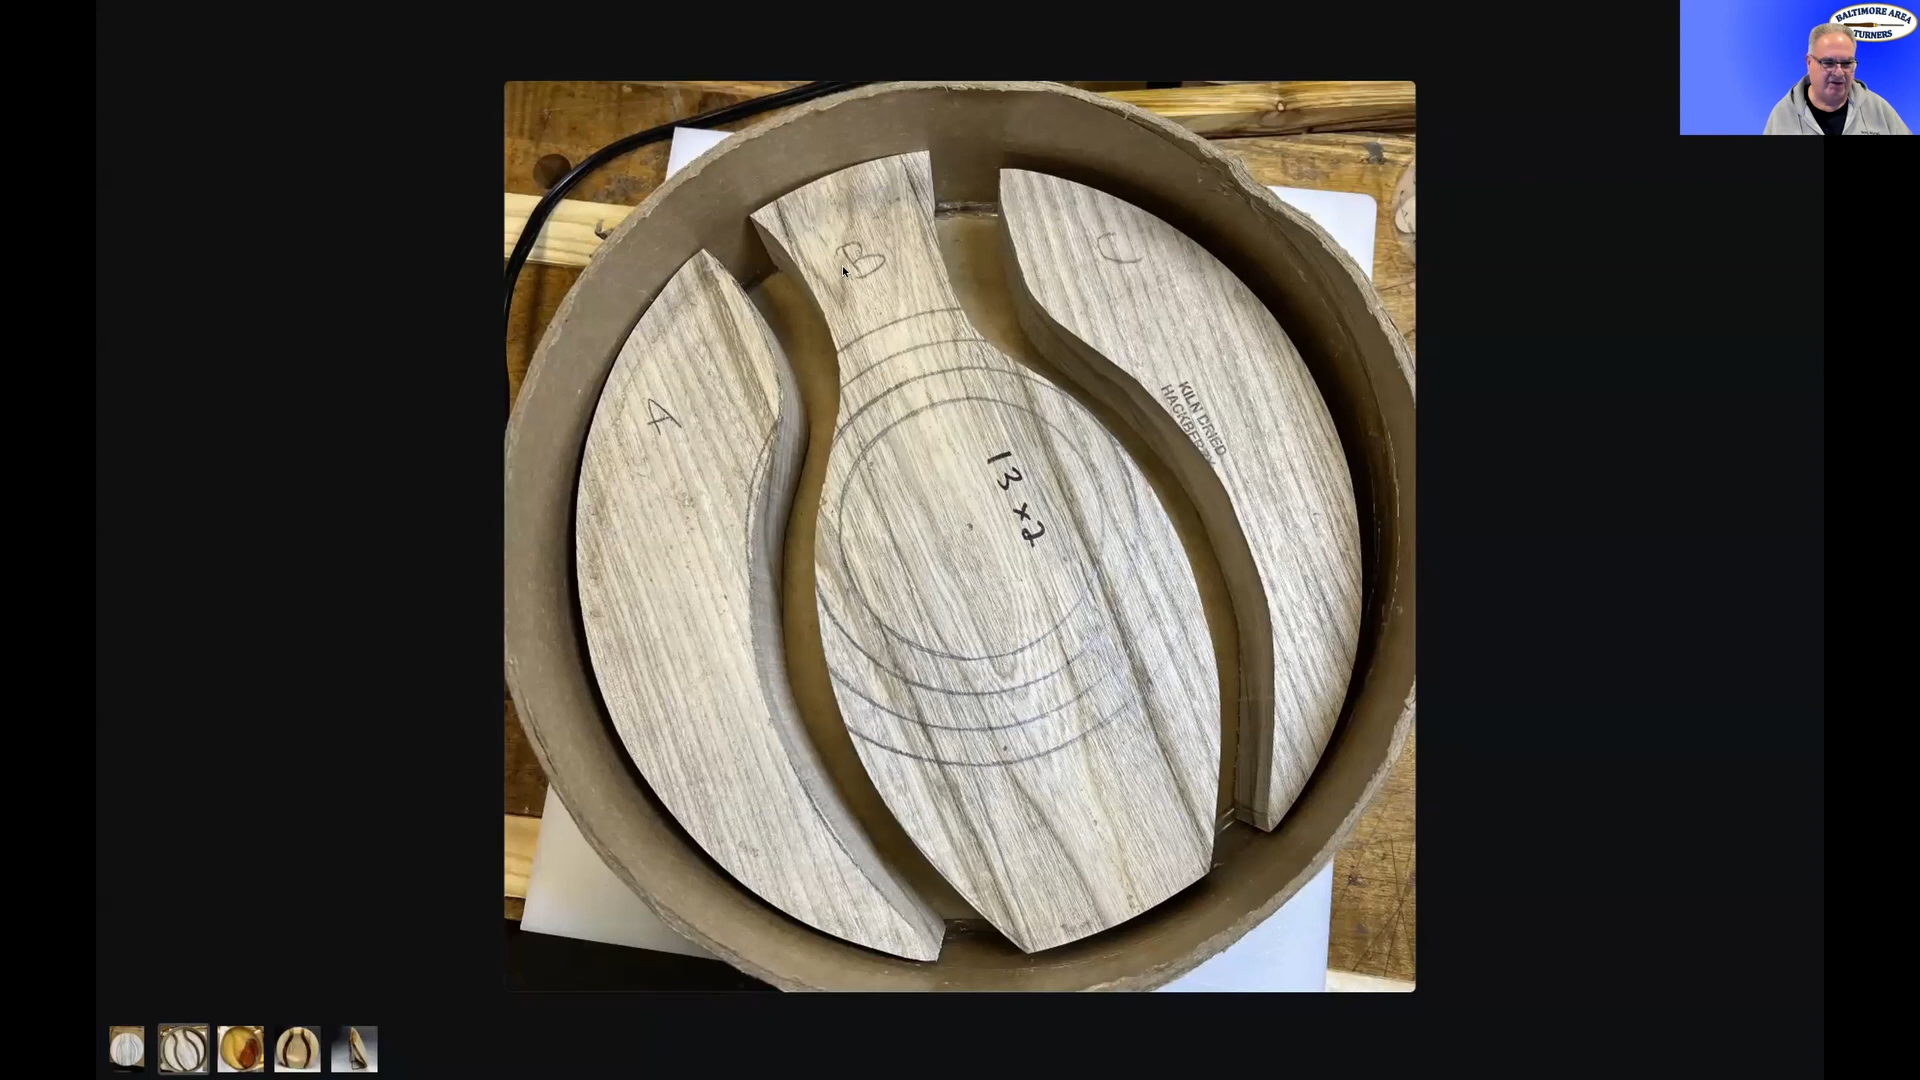 BALTIMORE AREA
TURNERS
B
C
A
KILN DRIED
HACKBERRY
13 x 2